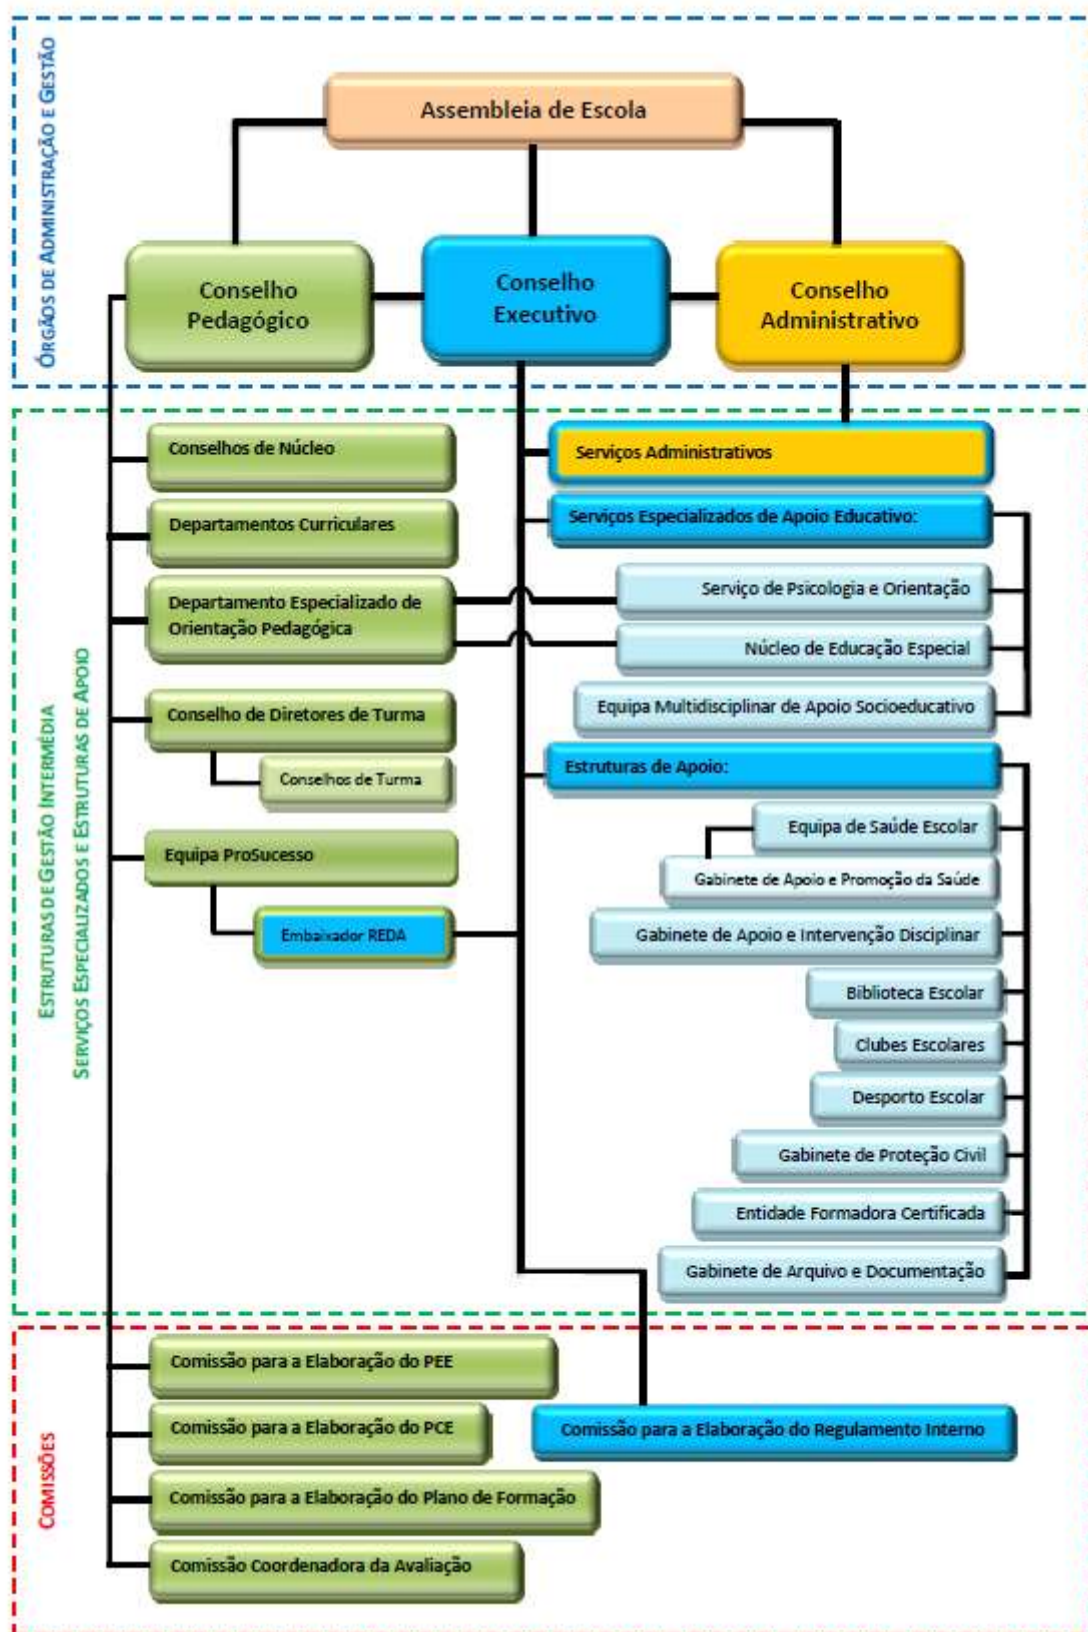 ÓRGÃOS DE ADMINISTRAÇÃO E GESTÃO
Assembleia de Escola
Conselho
Pedagógico
Conselho
Executivo
Conselho
Administrativo
ESTRUTURAS DE GESTÃO INTERMÉDIA
SERVIÇOS ESPECIALIZADOS E ESTRUTURAS DE APOIO
Conselhos de Núcleo
Departamentos Curriculares
Departamento Especializado de
Orientação Pedagógica
Conselho de Diretores de Turma
Conselhos de Turma
Equipa ProSucesso
Embaixador REDA
Serviços Administrativos
Serviços Especializados de Apoio Educativo:
Serviço de Psicologia e Orientação
Núcleo de Educação Especial
Equipa Multidisciplinar de Apoio Socioeducativo
Estruturas de Apoio:
Equipa de Saúde Escolar
Gabinete de Apoio e Promoção da Saúde
Gabinete de Apoio e Intervenção Disciplinar
Biblioteca Escolar
Clubes Escolares
Desporto Escolar
Gabinete de Proteção Civil
Entidade Formadora Certificada
Gabinete de Arquivo e Documentação
COMISSÕES
Comissão para a Elaboração do PEE
Comissão para a Elaboração do PCE
Comissão para a Elaboração do Plano de Formação
Comissão Coordenadora da Avaliação
Comissão para a Elaboração do Regulamento Interno